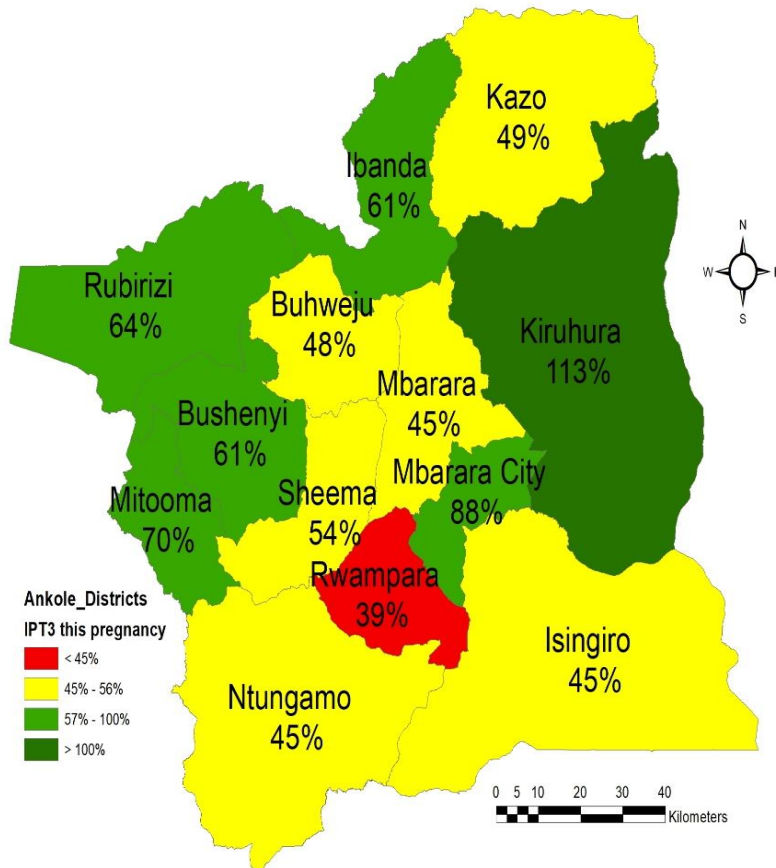 Kazo
49%
Ibanda
61%
Rubirizi
64%
Buhweju
48%
Kiruhura
113%
Mbarara
45%
Bushenyi
61%
Mbarara City
88%
Sheema
54%
Mitooma
70%
Rwampara
39%
Isingiro
45%
Ntungamo
45%
N
W
S
Ankole_Districts
IPT3 this pregnancy
< 45%
45% - 56%
57% - 100%
> 100%
0 5 10 20 30 40
Kilometers